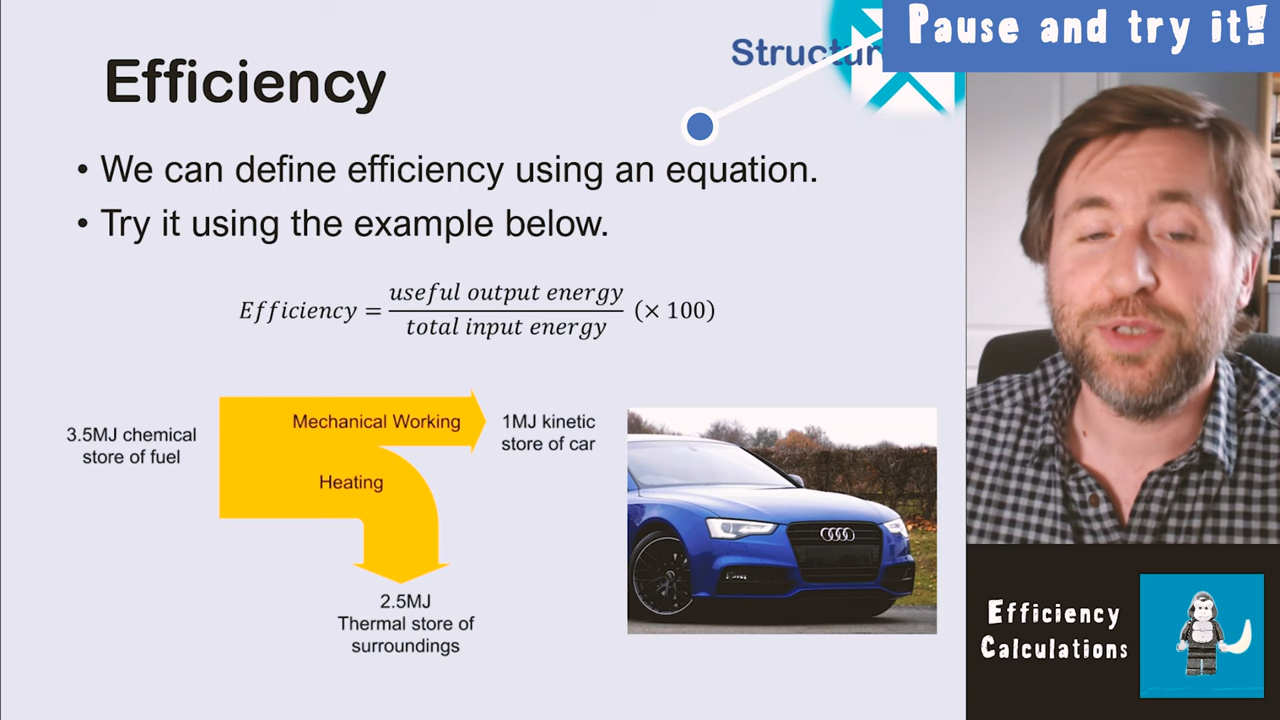 Pause and try it!
Efficiency
• We can define efficiency using an equation.
• Try it using the example below.
Efficiency = useful output energy / total input energy (× 100)
Mechanical Working
3.5MJ chemical
store of fuel
1MJ kinetic
store of car
Heating
2.5MJ
Thermal store of
surroundings
Efficiency
Calculations